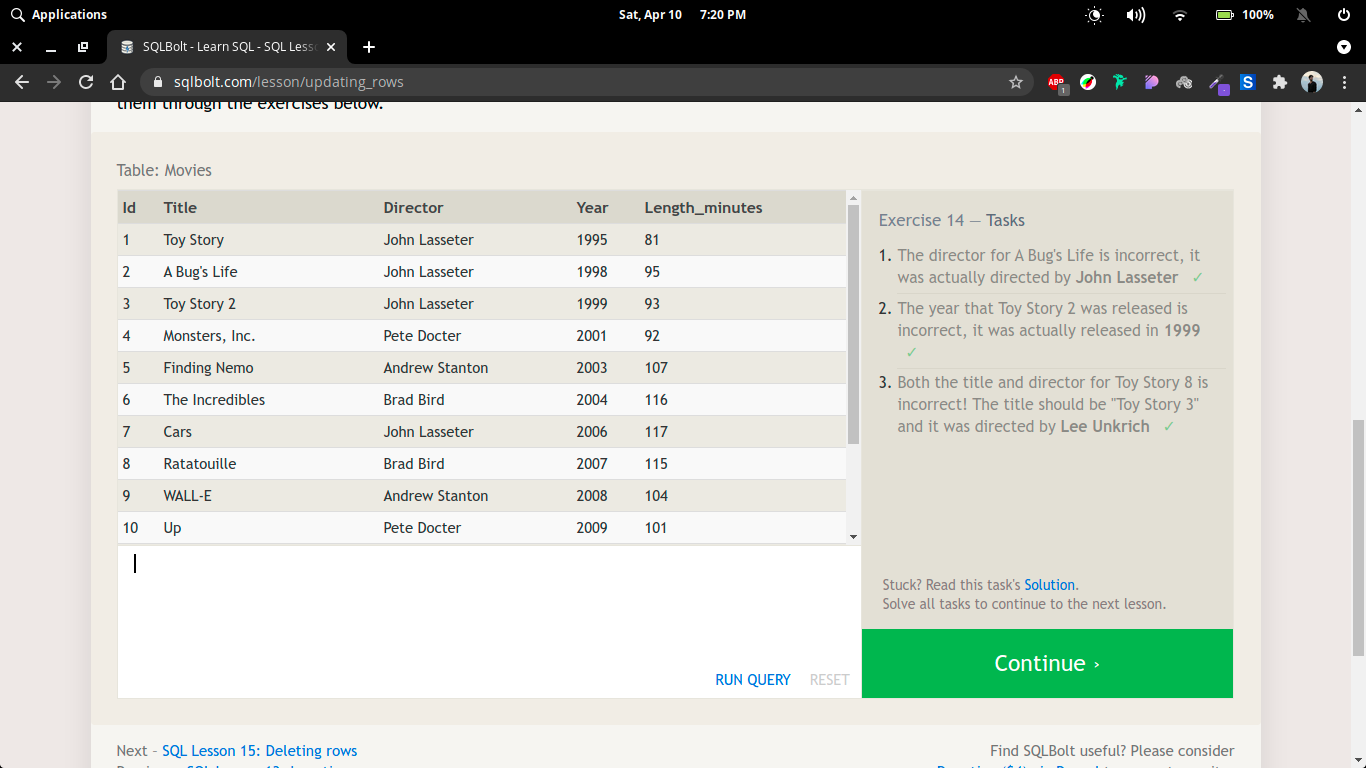 Applications
Sat, Apr 10 7:20 PM
100%
SQLBolt - Learn SQL - SQL Less
sqlbolt.com/lesson/updating_rows
ABP
1
S
them through the exercises below.
Table: Movies
Id Title Director Year Length_minutes
1 Toy Story John Lasseter 1995 81
2 A Bug's Life John Lasseter 1998 95
3 Toy Story 2 John Lasseter 1999 93
4 Monsters, Inc. Pete Docter 2001 92
5 Finding Nemo Andrew Stanton 2003 107
6 The Incredibles Brad Bird 2004 116
7 Cars John Lasseter 2006 117
8 Ratatouille Brad Bird 2007 115
9 WALL-E Andrew Stanton 2008 104
10 Up Pete Docter 2009 101
RUN QUERY RESET
Exercise 14 — Tasks
1. The director for A Bug's Life is incorrect, it
was actually directed by John Lasseter ✓
2. The year that Toy Story 2 was released is
incorrect, it was actually released in 1999
✓
3. Both the title and director for Toy Story 8 is
incorrect! The title should be "Toy Story 3"
and it was directed by Lee Unkrich ✓
Stuck? Read this task's Solution.
Solve all tasks to continue to the next lesson.
Continue ›
Next - SQL Lesson 15: Deleting rows
Find SQLBolt useful? Please consider